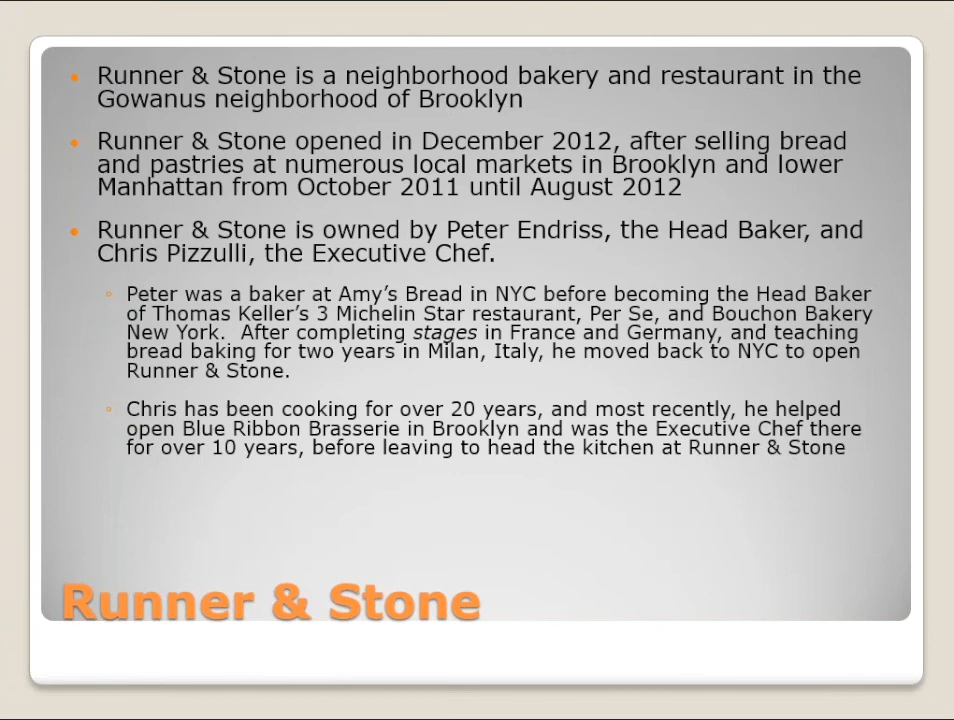 Runner & Stone is a neighborhood bakery and restaurant in the
Gowanus neighborhood of Brooklyn
Runner & Stone opened in December 2012, after selling bread
and pastries at numerous local markets in Brooklyn and lower
Manhattan from October 2011 until August 2012
Runner & Stone is owned by Peter Endriss, the Head Baker, and
Chris Pizzulli, the Executive Chef.
Peter was a baker at Amy’s Bread in NYC before becoming the Head Baker
of Thomas Keller’s 3 Michelin Star restaurant, Per Se, and Bouchon Bakery
New York.  After completing stages in France and Germany, and teaching
bread baking for two years in Milan, Italy, he moved back to NYC to open
Runner & Stone.
Chris has been cooking for over 20 years, and most recently, he helped
open Blue Ribbon Brasserie in Brooklyn and was the Executive Chef there
for over 10 years, before leaving to head the kitchen at Runner & Stone
Runner & Stone